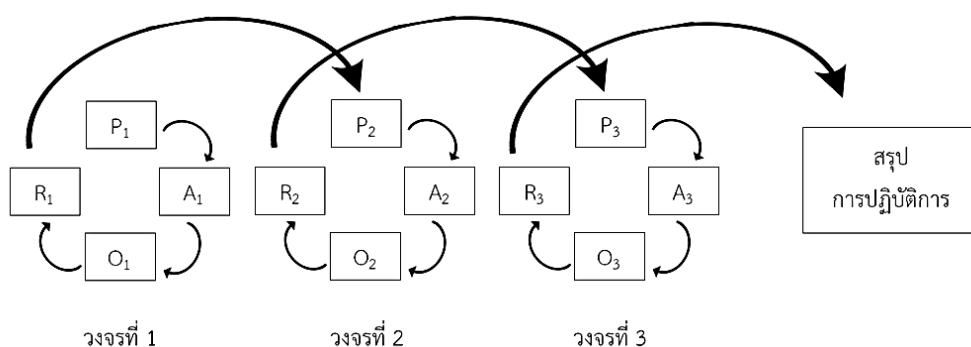 P₁
P₂
P₃
R₁
A₁
R₂
A₂
R₃
A₃
สรุป
การปฏิบัติการ
O₁
O₂
O₃
วงจรที่ 1
วงจรที่ 2
วงจรที่ 3